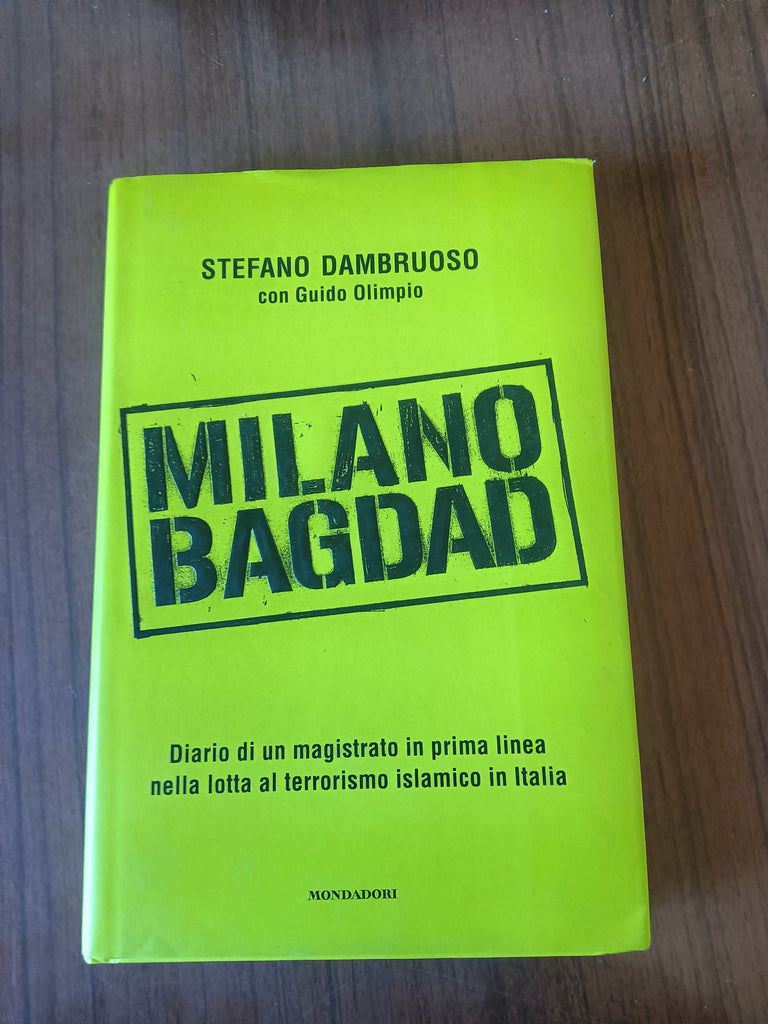 STEFANO DAMBRUOSO
con Guido Olimpio
MILANO
BAGDAD
Diario di un magistrato in prima linea
nella lotta al terrorismo islamico in Italia
MONDADORI